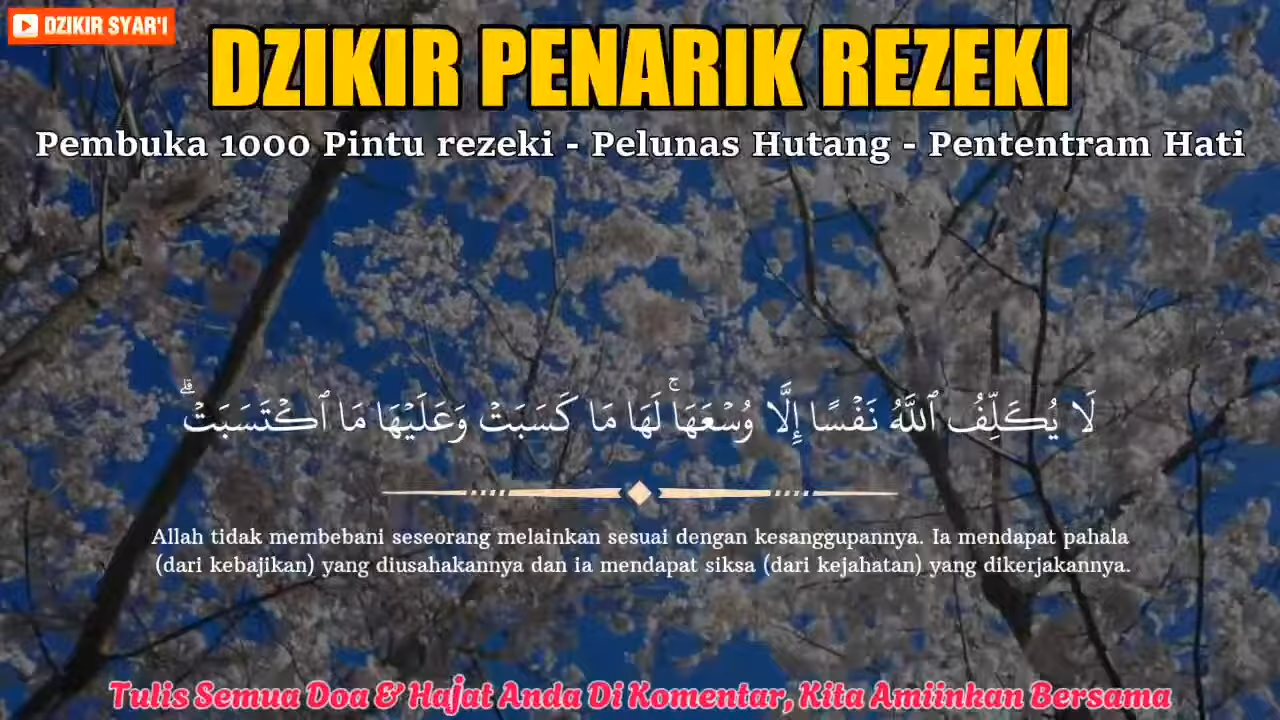 DZIKIR SYAR'I
DZIKIR PENARIK REZEKI
Pembuka 1000 Pintu rezeki - Pelunas Hutang - Pententram Hati
لَا يُكَلِّفُ ٱللَّهُ نَفْسًا إِلَّا وُسْعَهَا ۚ لَهَا مَا كَسَبَتْ وَعَلَيْهَا مَا ٱكْتَسَبَتْ ۗ
Allah tidak membebani seseorang melainkan sesuai dengan kesanggupannya. Ia mendapat pahala
(dari kebajikan) yang diusahakannya dan ia mendapat siksa (dari kejahatan) yang dikerjakannya.
Tulis Semua Doa & Hajat Anda Di Komentar, Kita Amiinkan Bersama